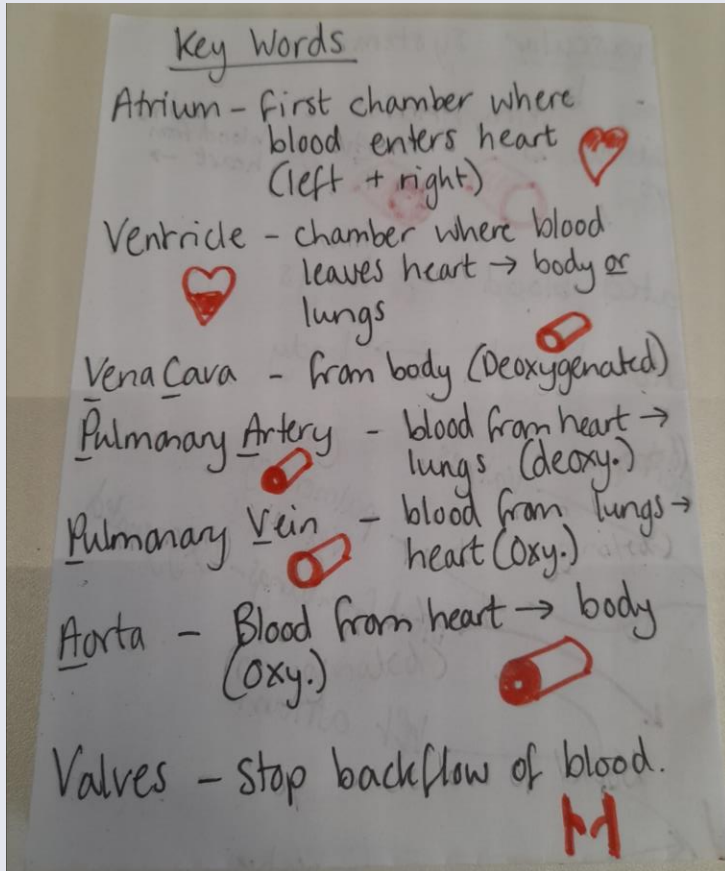 Key Words
Atrium - first chamber where
blood enters heart
(left + right)
Ventricle - chamber where blood
leaves heart → body or
lungs
Vena Cava - from body (Deoxygenated)
Pulmonary Artery - blood from heart →
lungs (deoxy.)
Pulmonary Vein - blood from lungs →
heart (Oxy.)
Aorta - Blood from heart → body
(Oxy.)
Valves - Stop backflow of blood.